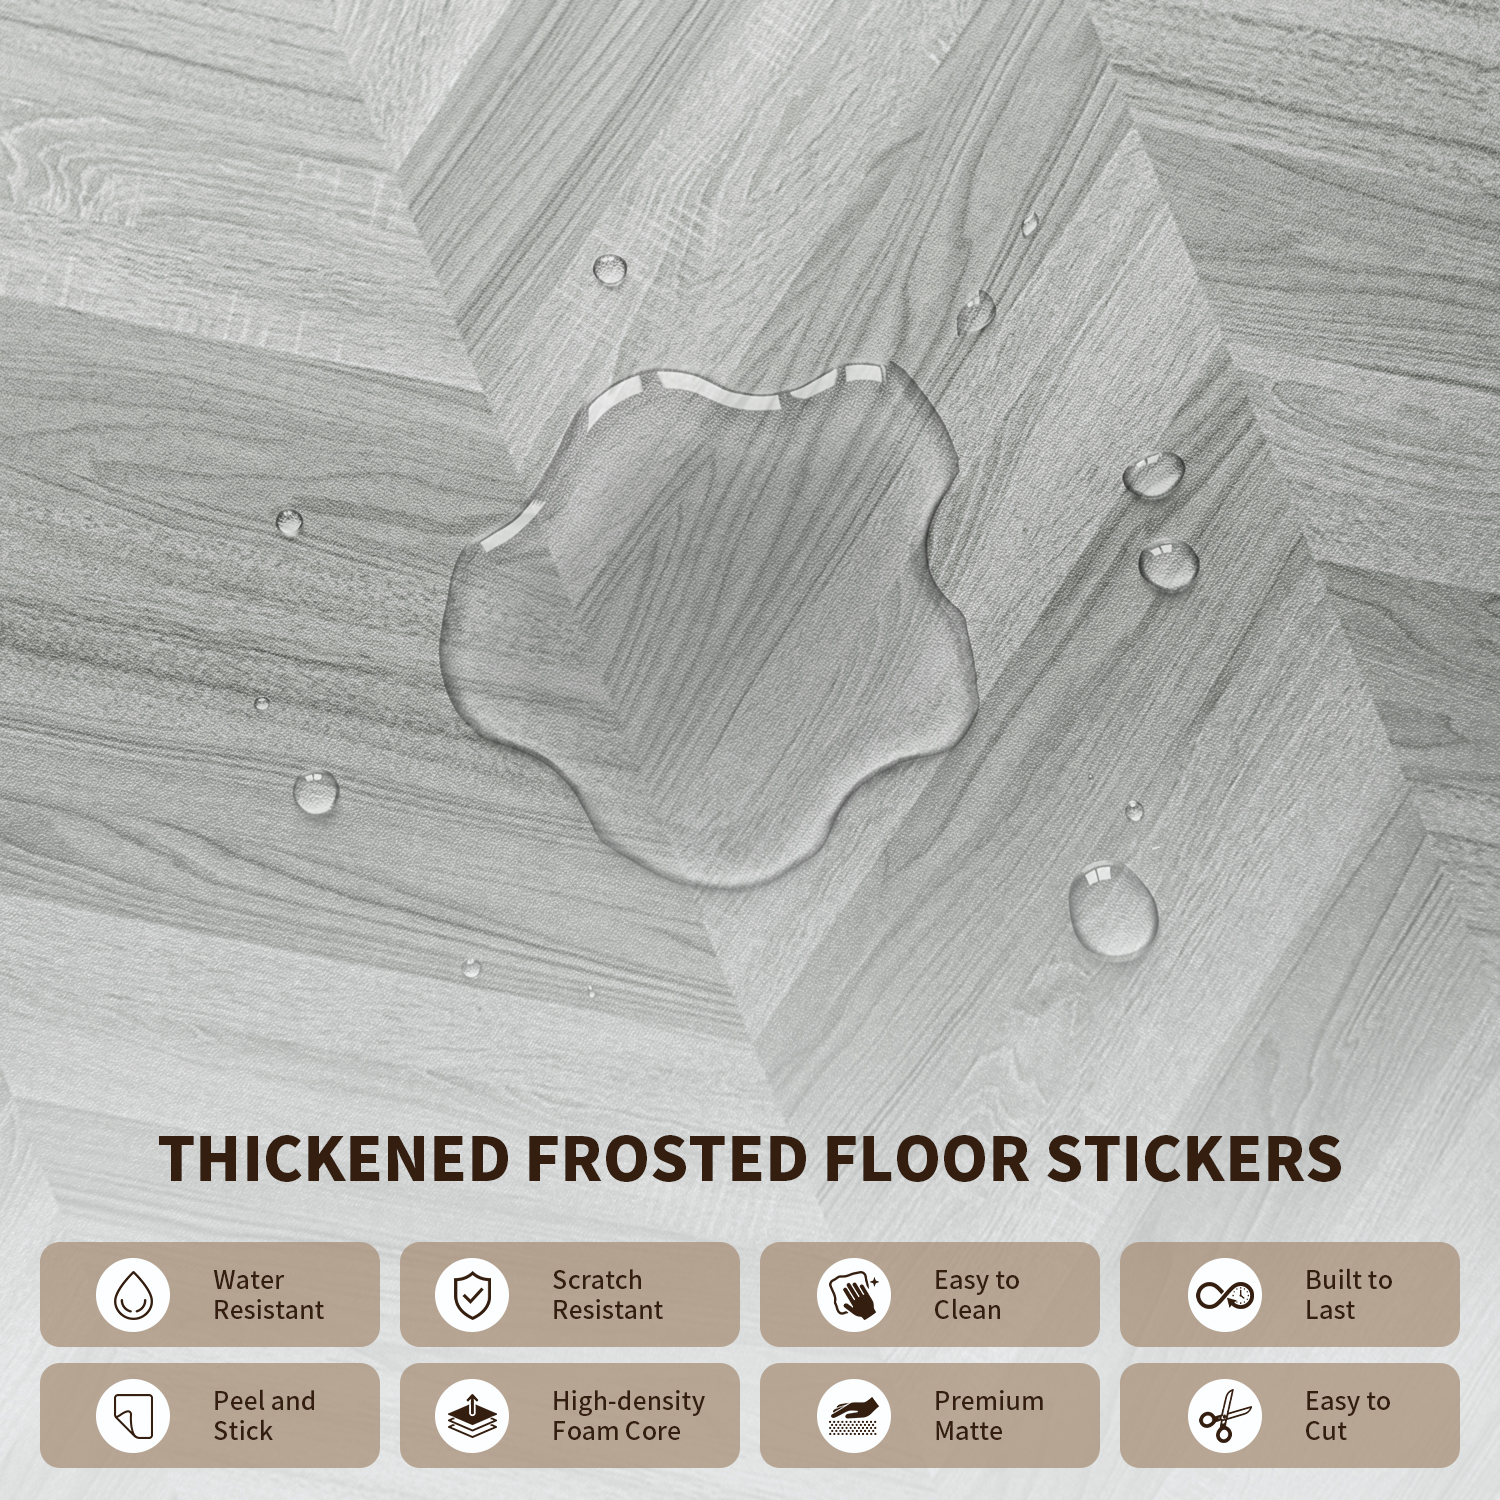 THICKENED FROSTED FLOOR STICKERS
Water
Resistant
Scratch
Resistant
Easy to
Clean
Built to
Last
Peel and
Stick
High-density
Foam Core
Premium
Matte
Easy to
Cut